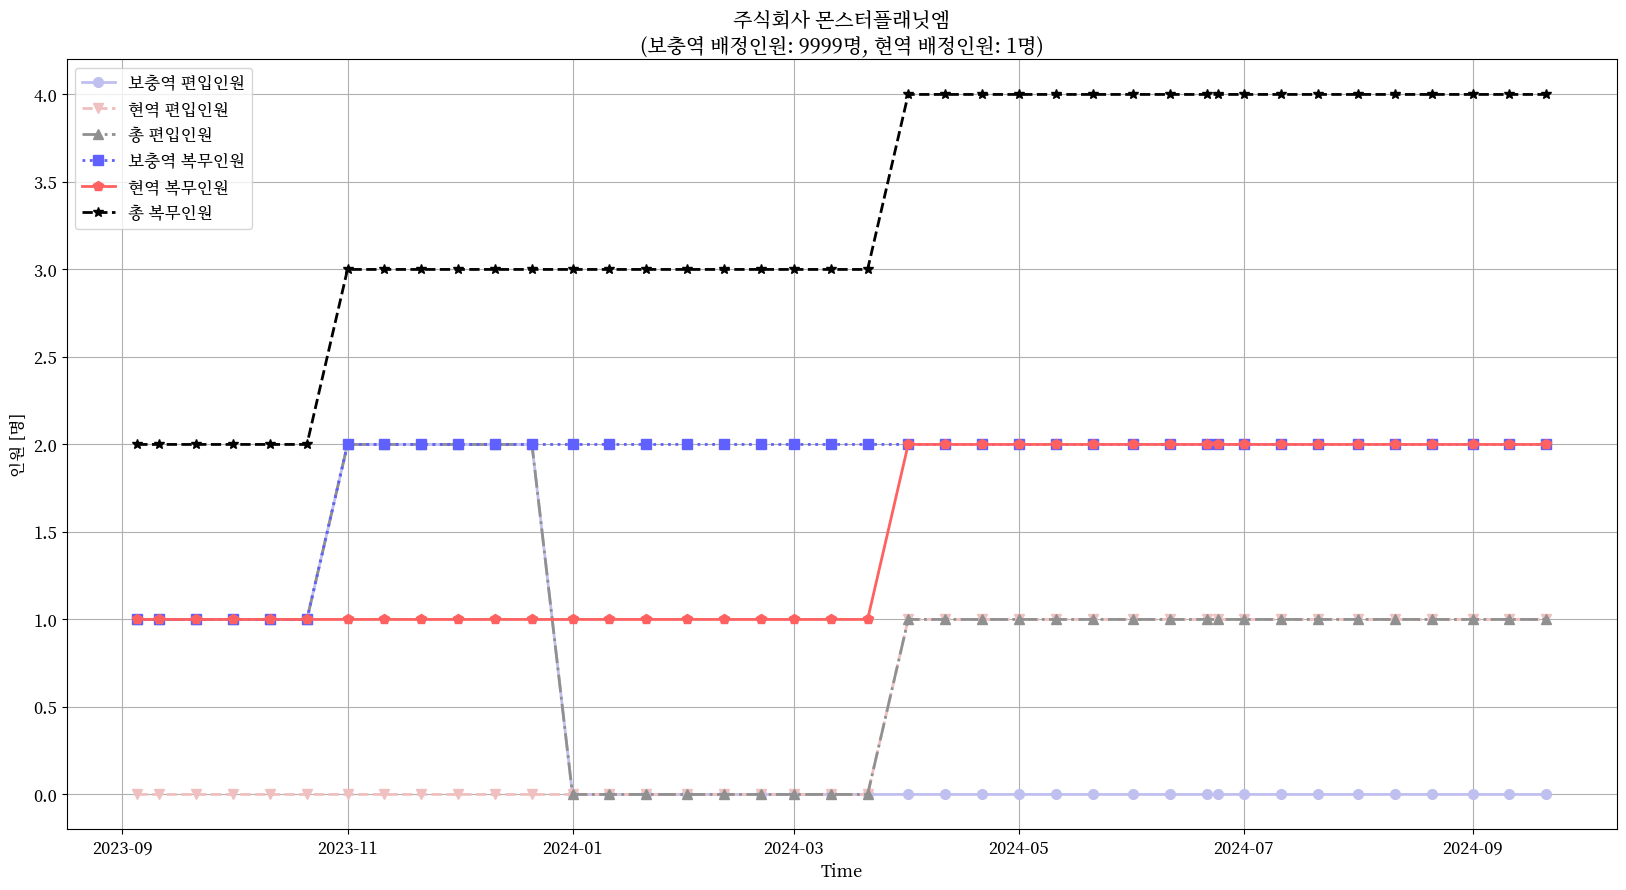 주식회사 몬스터플래닛엠
(보충역 배정인원: 9999명, 현역 배정인원: 1명)
보충역 편입인원
현역 편입인원
총 편입인원
보충역 복무인원
현역 복무인원
총 복무인원
4.0
3.5
3.0
2.5
2.0
1.5
1.0
0.5
0.0
인원 [명]
2023-09
2023-11
2024-01
2024-03
2024-05
2024-07
2024-09
Time